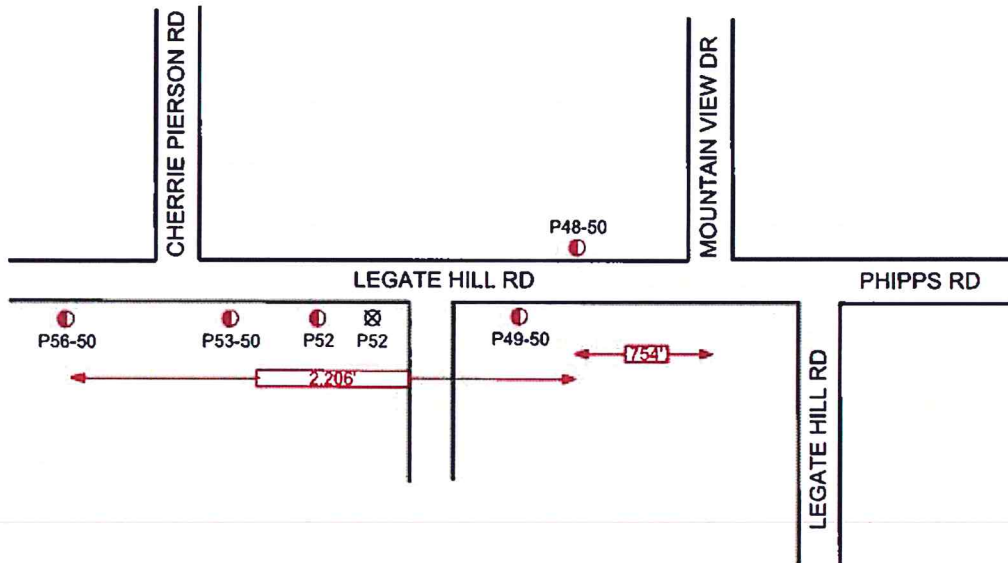 CHERRIE PIERSON RD
MOUNTAIN VIEW DR
P48-50
LEGATE HILL RD
PHIPPS RD
P56-50
P53-50
P52
P52
P49-50
754'
2,206'
LEGATE HILL RD